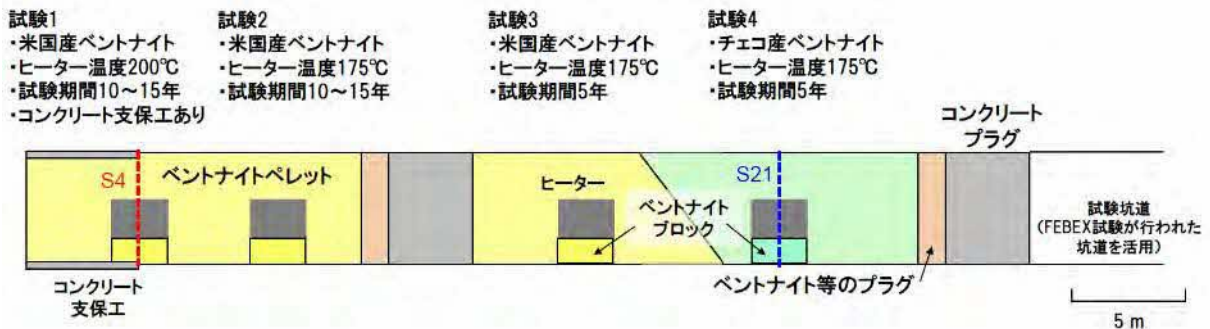 試験1
・米国産ベントナイト
・ヒーター温度200℃
・試験期間10～15年
・コンクリート支保工あり
試験2
・米国産ベントナイト
・ヒーター温度175℃
・試験期間10～15年
試験3
・米国産ベントナイト
・ヒーター温度175℃
・試験期間5年
試験4
・チェコ産ベントナイト
・ヒーター温度175℃
・試験期間5年
コンクリート
プラグ
S4
ベントナイトペレット
ヒーター
S21
ベントナイト
ブロック
試験坑道
(FEBEX試験が行われた
坑道を活用)
コンクリート
支保工
ベントナイト等のプラグ
5 m